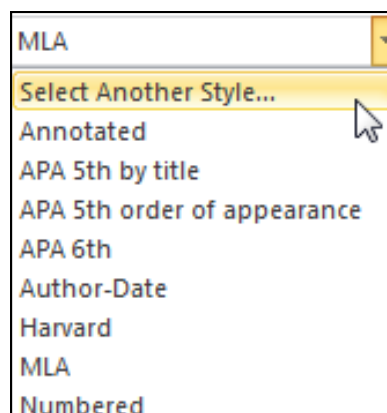 MLA
Select Another Style...
Annotated
APA 5th by title
APA 5th order of appearance
APA 6th
Author-Date
Harvard
MLA
Numbered